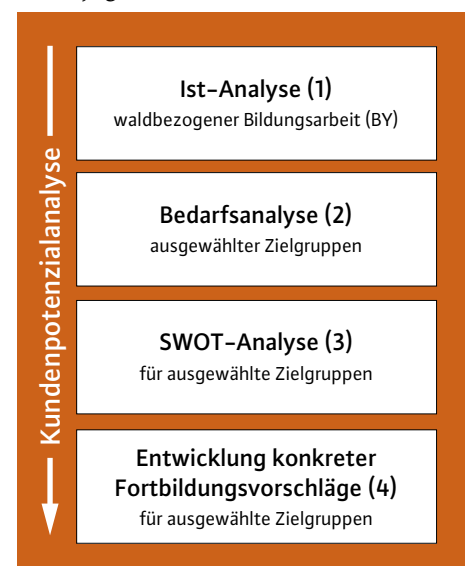 Kundenpotenzialanalyse
Ist-Analyse (1)
waldbezogener Bildungsarbeit (BY)
Bedarfsanalyse (2)
ausgewählter Zielgruppen
SWOT-Analyse (3)
für ausgewählte Zielgruppen
Entwicklung konkreter
Fortbildungsvorschläge (4)
für ausgewählte Zielgruppen